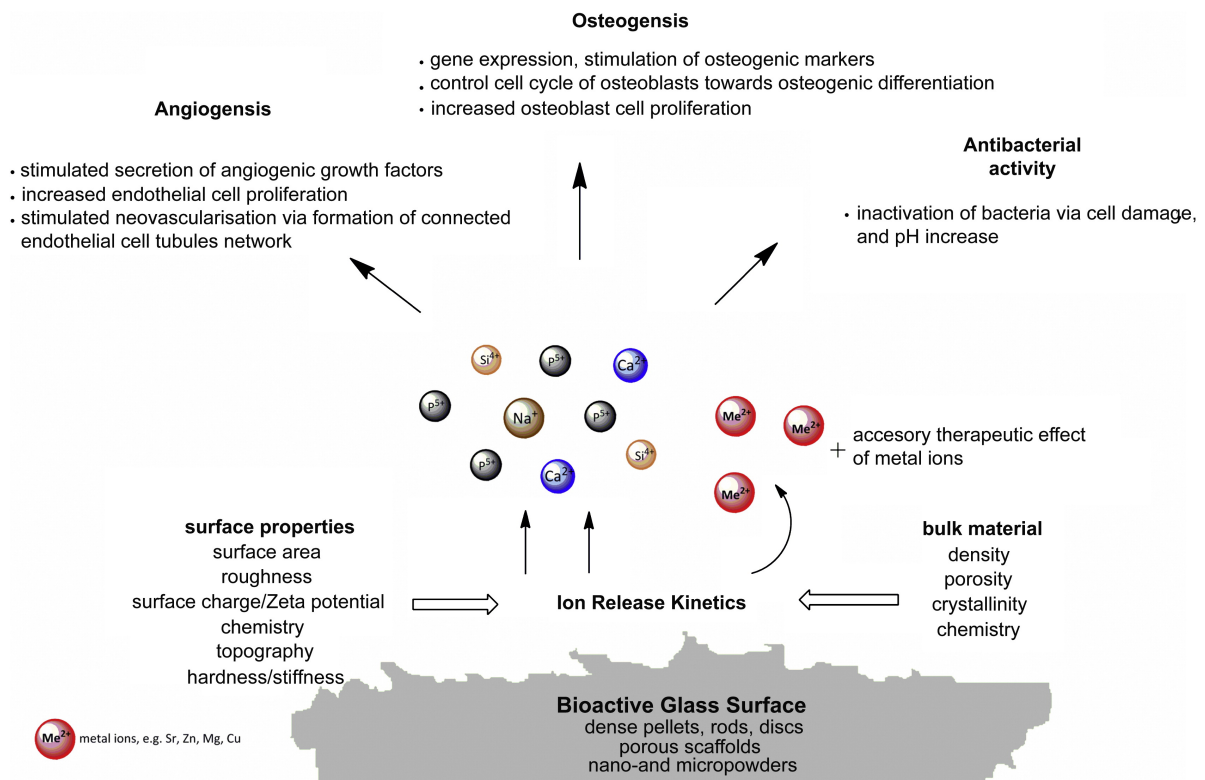 Osteogensis
• gene expression, stimulation of osteogenic markers
• control cell cycle of osteoblasts towards osteogenic differentiation
• increased osteoblast cell proliferation
Angiogensis
• stimulated secretion of angiogenic growth factors
• increased endothelial cell proliferation
• stimulated neovascularisation via formation of connected
endothelial cell tubules network
Antibacterial
activity
• inactivation of bacteria via cell damage,
and pH increase
Si⁴⁺
P⁵⁺
Ca²⁺
P⁵⁺
Na⁺
P⁵⁺
P⁵⁺
Ca²⁺
Si⁴⁺
Me²⁺
Me²⁺
Me²⁺
+ accesory therapeutic effect
of metal ions
surface properties
surface area
roughness
surface charge/Zeta potential
chemistry
topography
hardness/stiffness
Ion Release Kinetics
bulk material
density
porosity
crystallinity
chemistry
Bioactive Glass Surface
dense pellets, rods, discs
porous scaffolds
nano-and micropowders
Me²⁺ metal ions, e.g. Sr, Zn, Mg, Cu